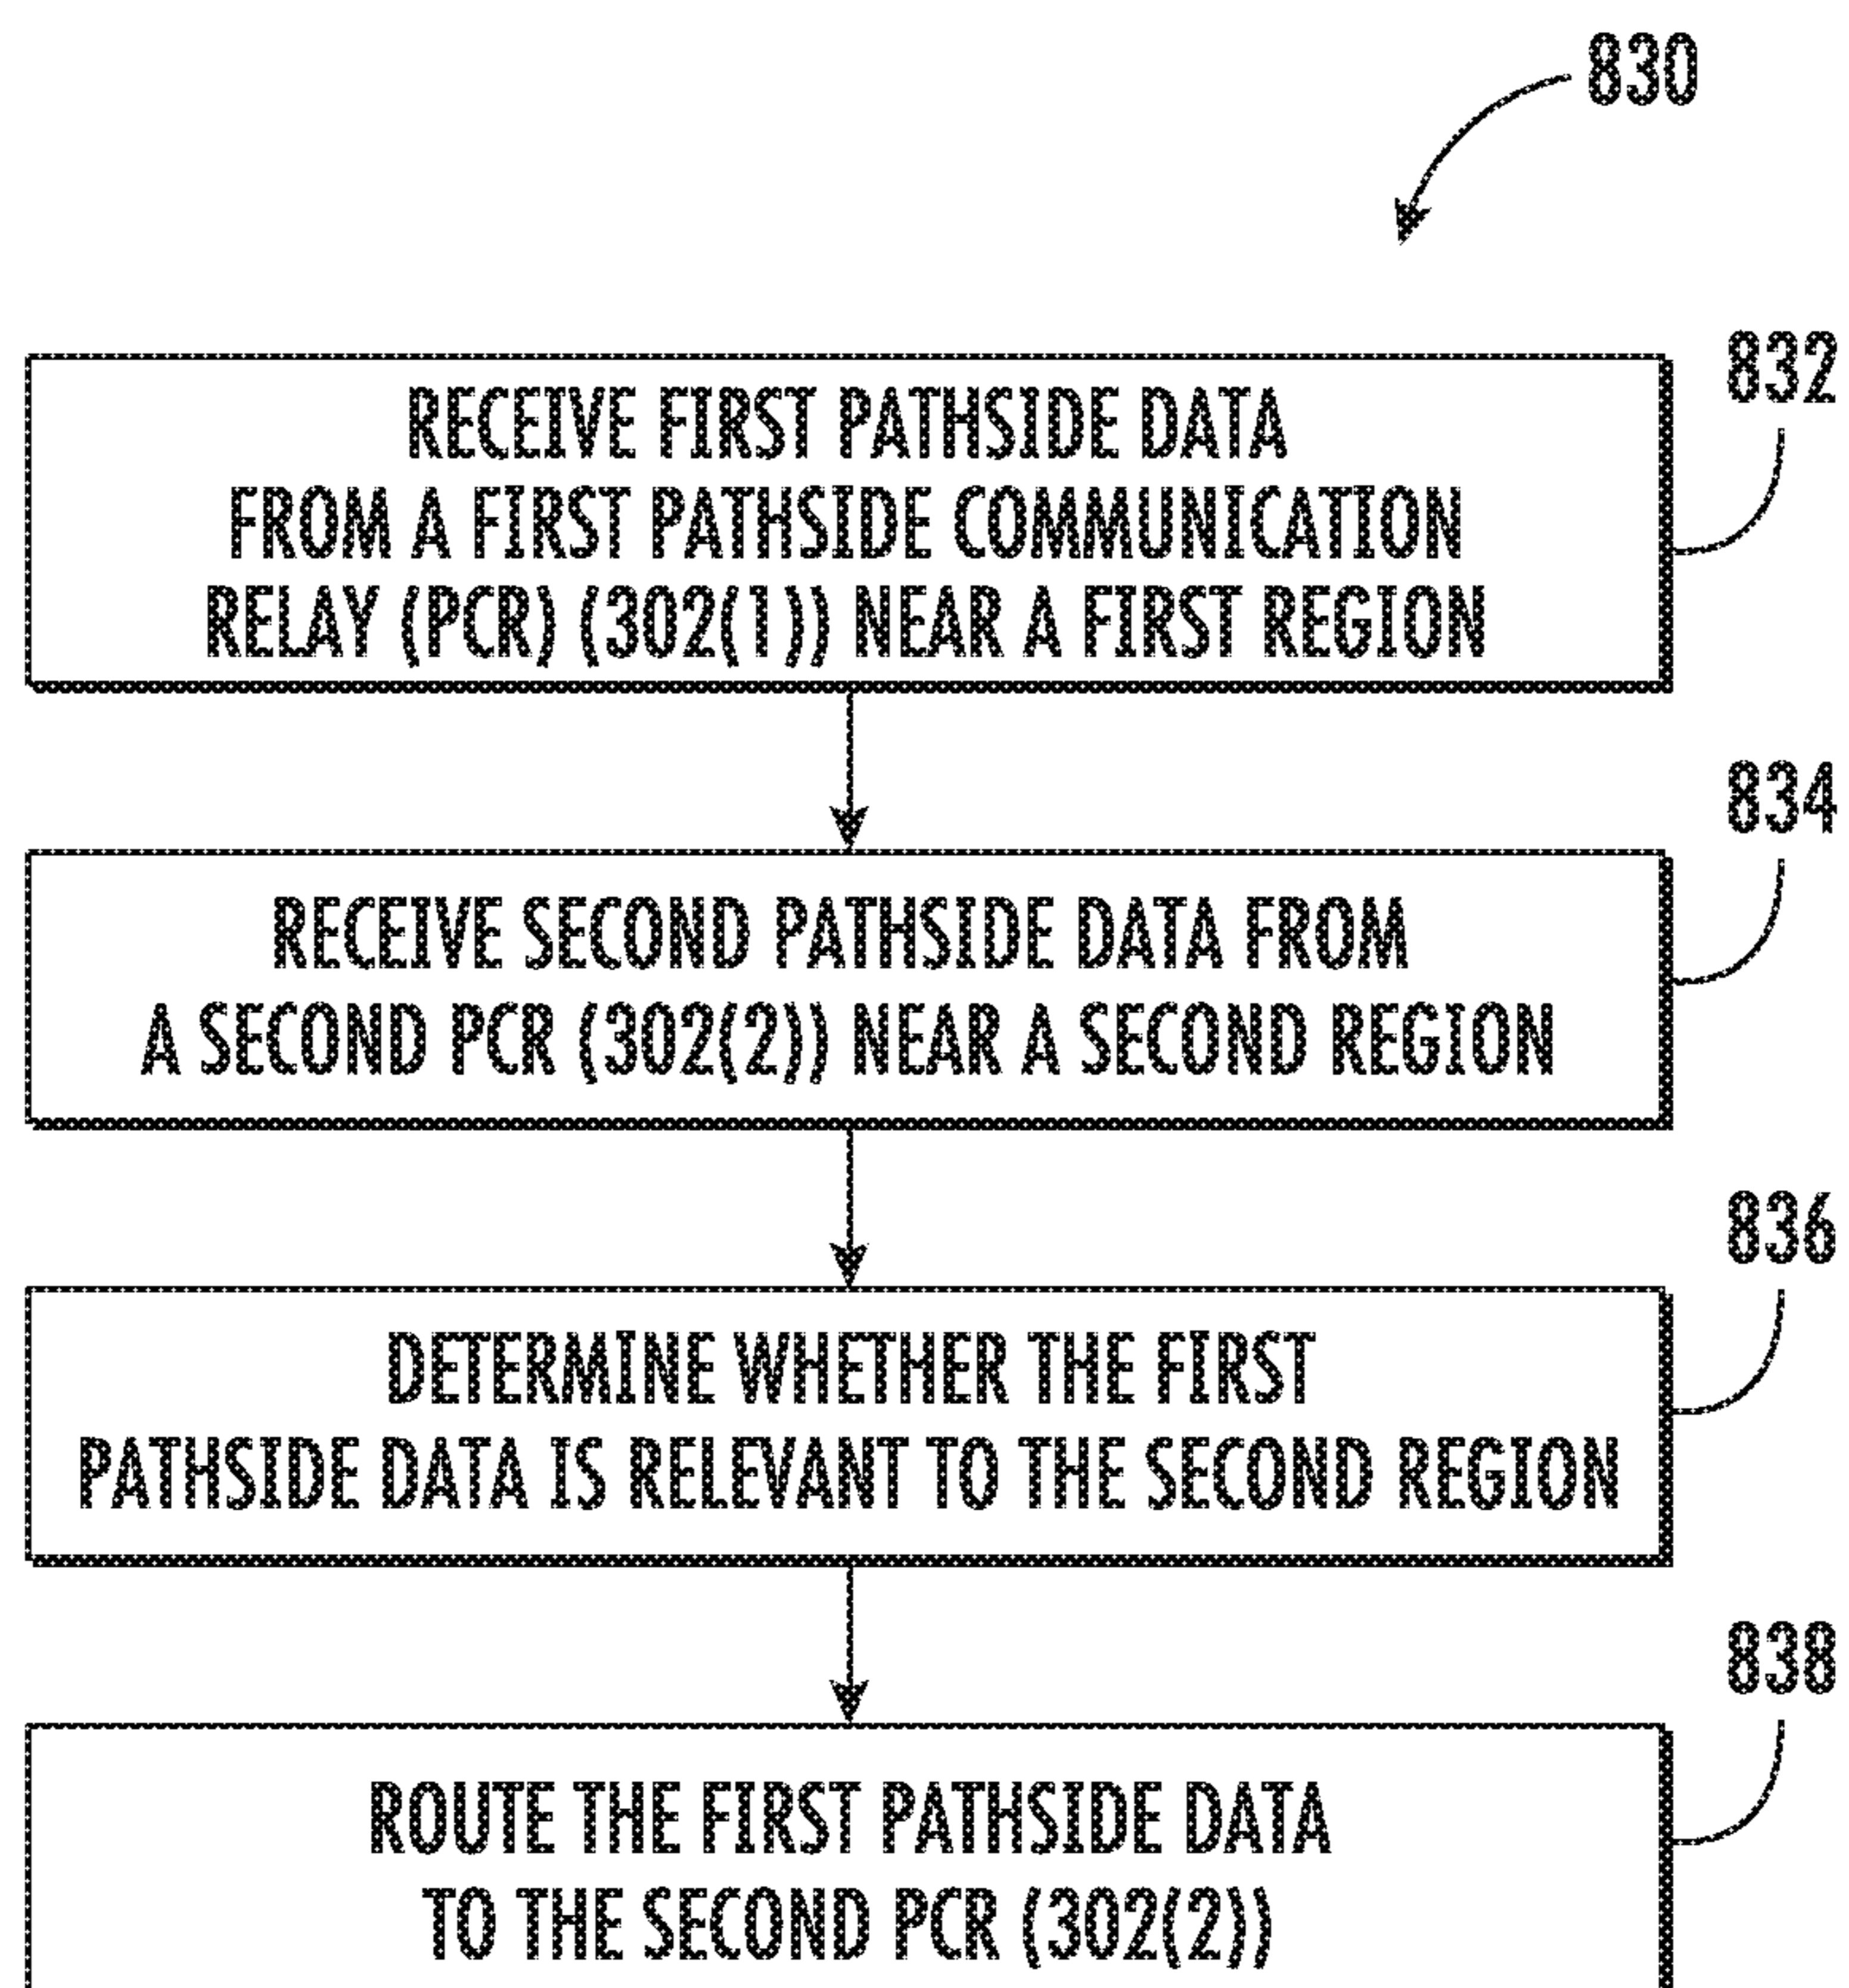 830
832
RECEIVE FIRST PATHSIDE DATA
FROM A FIRST PATHSIDE COMMUNICATION
RELAY (PCR) (302(1)) NEAR A FIRST REGION
834
RECEIVE SECOND PATHSIDE DATA FROM
A SECOND PCR (302(2)) NEAR A SECOND REGION
836
DETERMINE WHETHER THE FIRST
PATHSIDE DATA IS RELEVANT TO THE SECOND REGION
838
ROUTE THE FIRST PATHSIDE DATA
TO THE SECOND PCR (302(2))